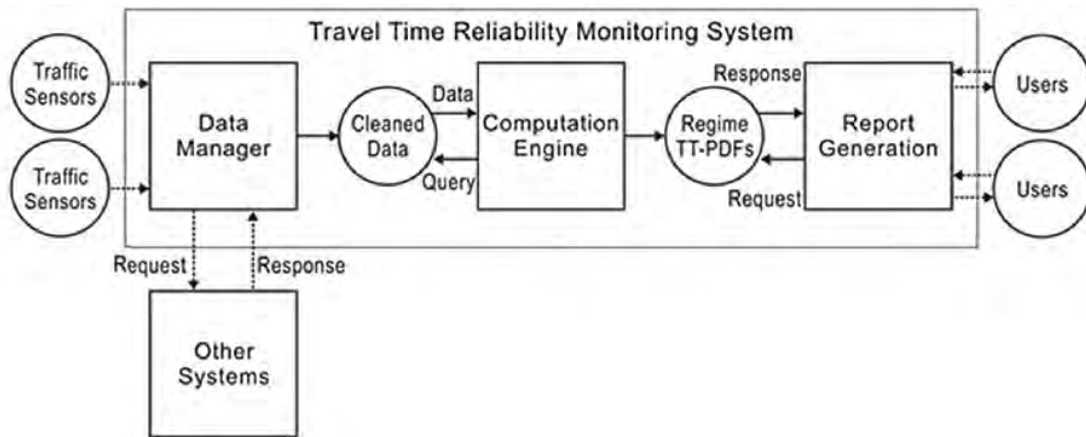 Travel Time Reliability Monitoring System
Traffic
Sensors
Traffic
Sensors
Data
Manager
Cleaned
Data
Data
Query
Computation
Engine
Regime
TT-PDFs
Response
Request
Report
Generation
Users
Users
Request
Response
Other
Systems